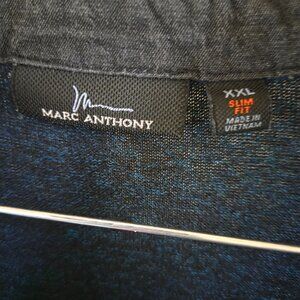 MARC ANTHONY
XXL
SLIM
FIT
MADE IN
VIETNAM